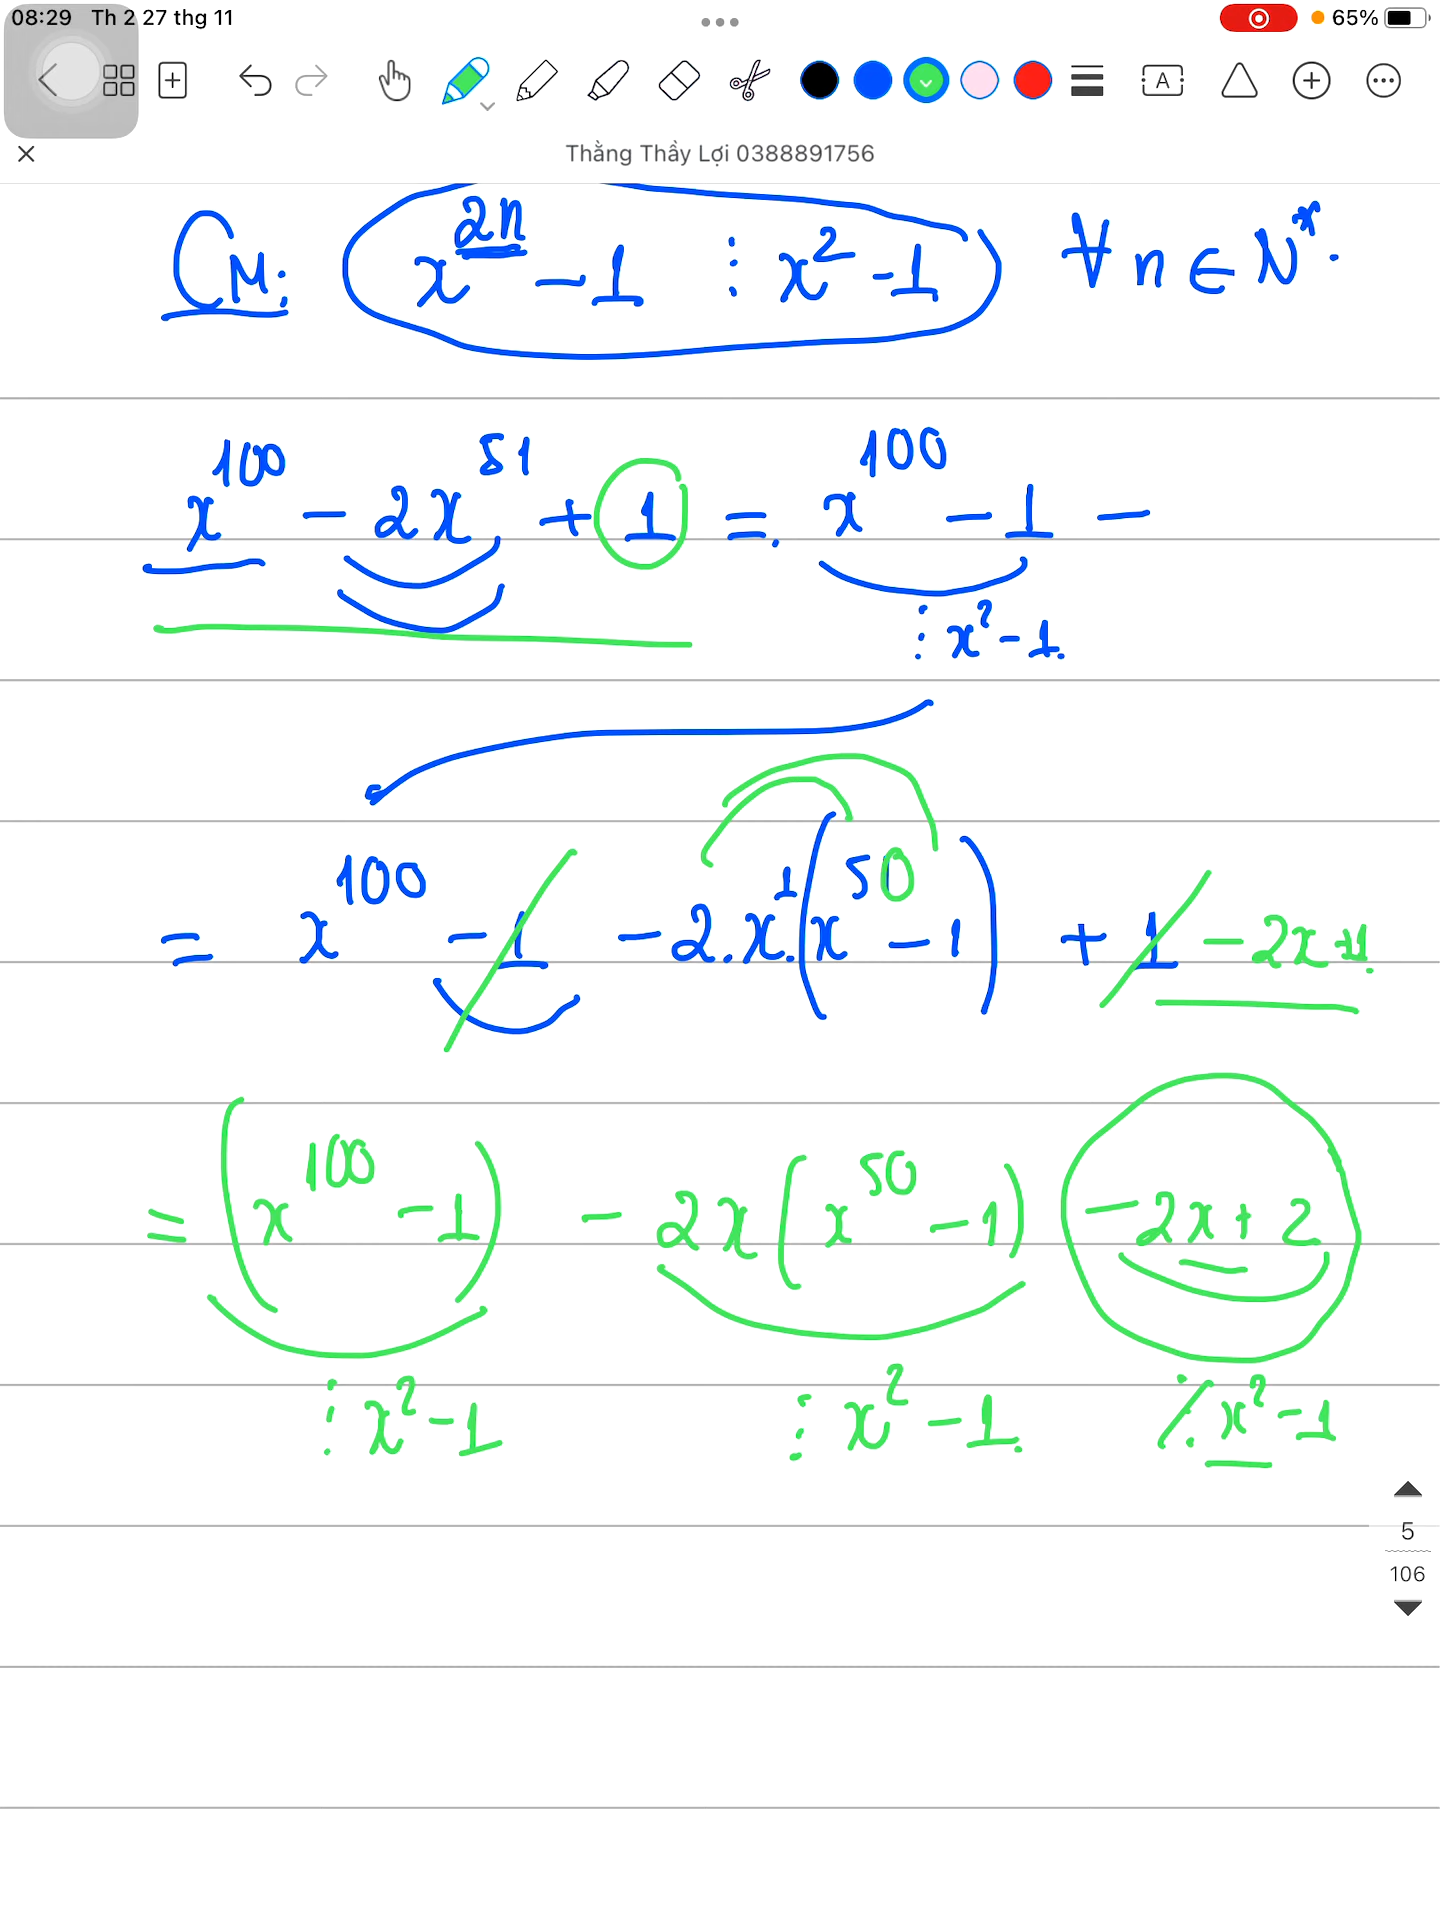 08:29 Th 2 27 thg 11 65%
A
Thằng Thầy Lợi 0388891756
CM: x^{2n} - 1 ⋮ x² - 1 ∀ n ∈ N*.
x^{100} - 2x^{51} + 1 = x^{100} - 1 -
⋮ x² - 1.
= x^{100} - 1 - 2.x^1.(x^{50} - 1) + 1 - 2x + 1.
= (x^{100} - 1) - 2x(x^{50} - 1) - 2x + 2
⋮ x² - 1 ⋮ x² - 1. ⋮̸ x² - 1
5
106